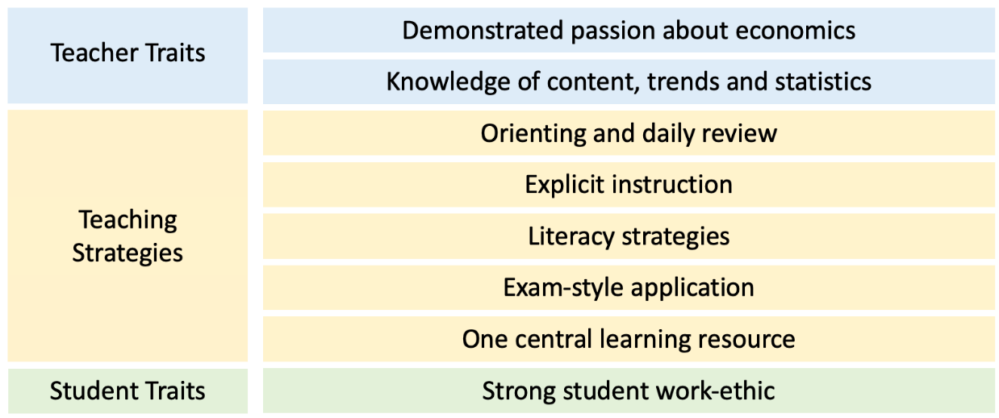 Teacher Traits
Demonstrated passion about economics
Knowledge of content, trends and statistics
Teaching
Strategies
Orienting and daily review
Explicit instruction
Literacy strategies
Exam-style application
One central learning resource
Student Traits
Strong student work-ethic